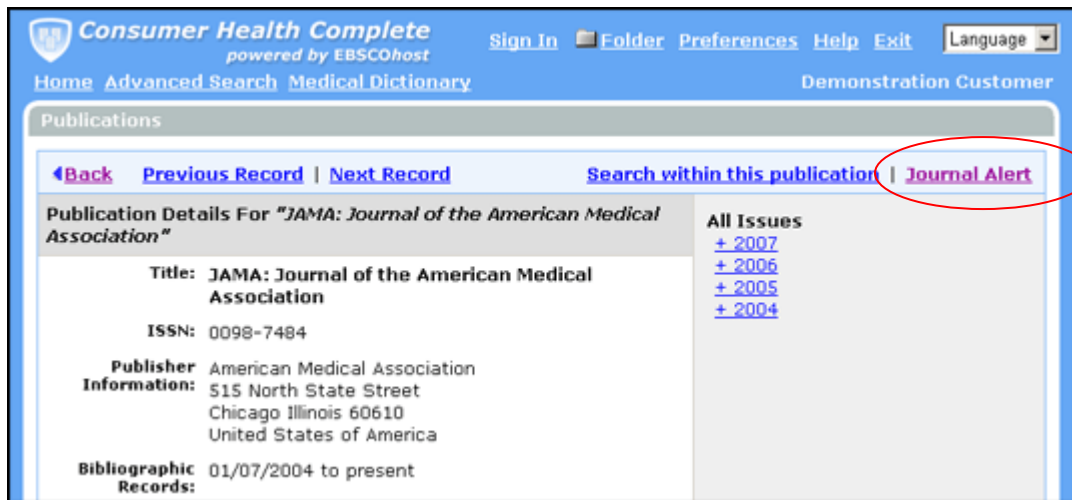 Consumer Health Complete
powered by EBSCOhost
Sign In Folder Preferences Help Exit Language
Home Advanced Search Medical Dictionary Demonstration Customer
Publications
Back Previous Record | Next Record Search within this publication | Journal Alert
Publication Details For "JAMA: Journal of the American Medical
Association"
All Issues
+ 2007
+ 2006
+ 2005
+ 2004
Title: JAMA: Journal of the American Medical
Association
ISSN: 0098-7484
Publisher Information: American Medical Association
515 North State Street
Chicago Illinois 60610
United States of America
Bibliographic Records: 01/07/2004 to present